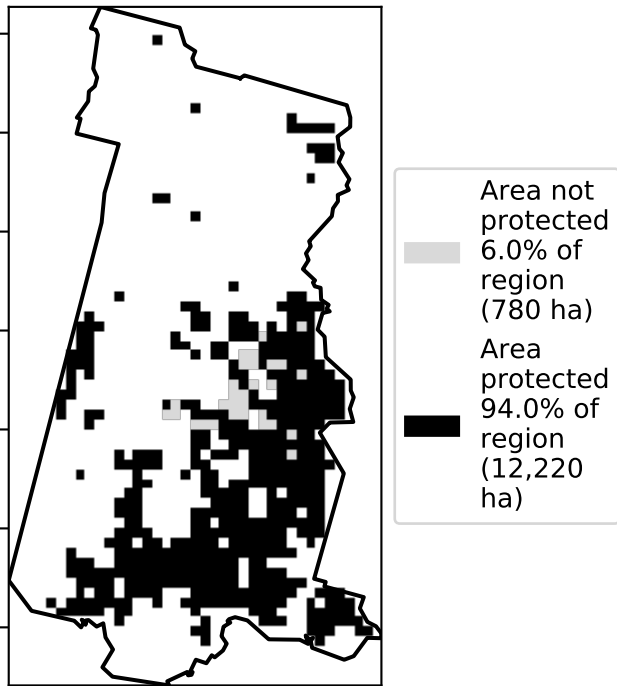 Area not
protected
6.0% of
region
(780 ha)
Area
protected
94.0% of
region
(12,220
ha)